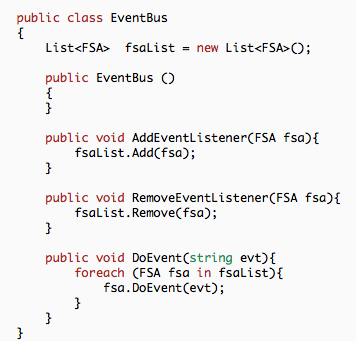 public class EventBus
{
    List<FSA>  fsaList = new List<FSA>();

    public EventBus ()
    {
    }

    public void AddEventListener(FSA fsa){
        fsaList.Add(fsa);
    }

    public void RemoveEventListener(FSA fsa){
        fsaList.Remove(fsa);
    }

    public void DoEvent(string evt){
        foreach (FSA fsa in fsaList){
            fsa.DoEvent(evt);
        }
    }
}